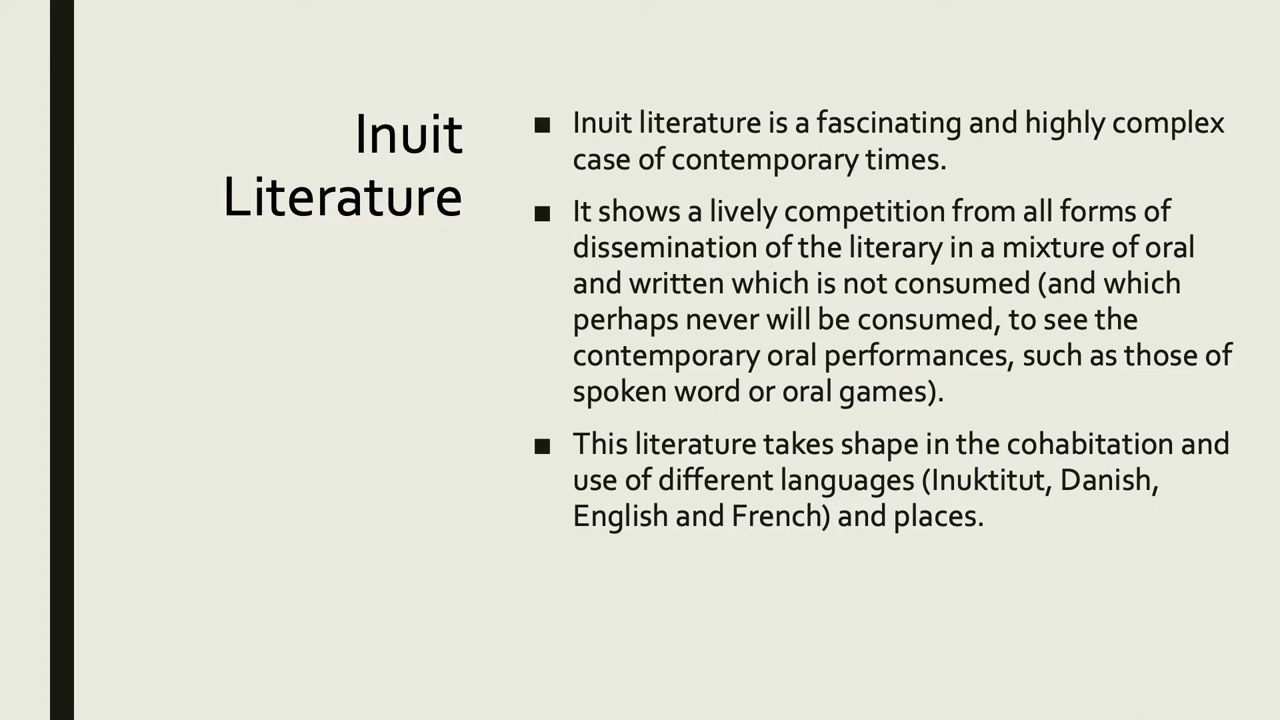 Inuit
Literature
■ Inuit literature is a fascinating and highly complex
case of contemporary times.
■ It shows a lively competition from all forms of
dissemination of the literary in a mixture of oral
and written which is not consumed (and which
perhaps never will be consumed, to see the
contemporary oral performances, such as those of
spoken word or oral games).
■ This literature takes shape in the cohabitation and
use of different languages (Inuktitut, Danish,
English and French) and places.